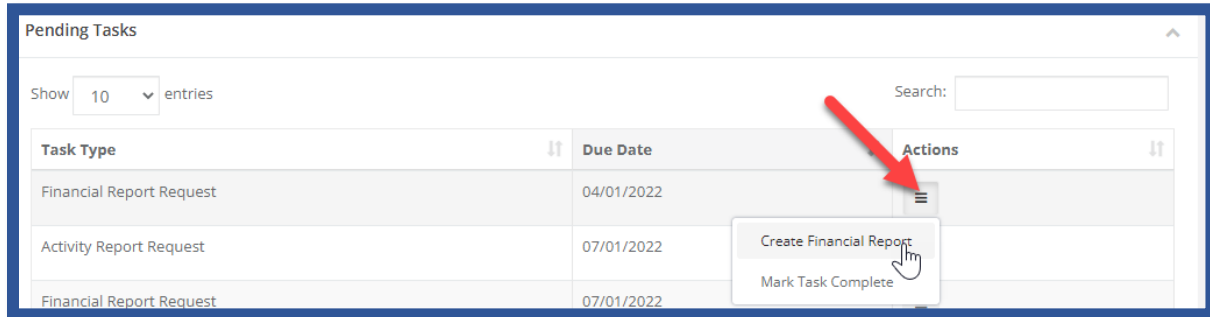 Pending Tasks
Show 10 entries Search:
Task Type Due Date Actions
Financial Report Request 04/01/2022
Create Financial Report
Activity Report Request 07/01/2022
Mark Task Complete
Financial Report Request 07/01/2022